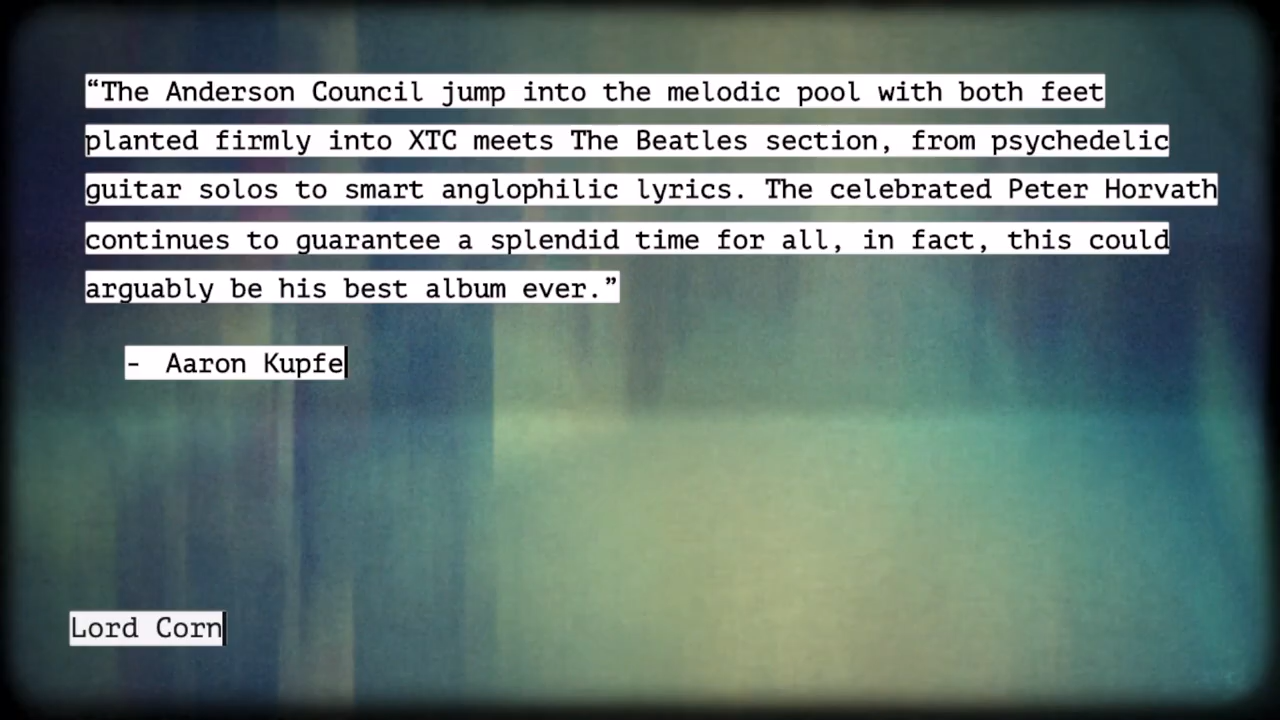 “The Anderson Council jump into the melodic pool with both feet
planted firmly into XTC meets The Beatles section, from psychedelic
guitar solos to smart anglophilic lyrics. The celebrated Peter Horvath
continues to guarantee a splendid time for all, in fact, this could
arguably be his best album ever.”
- Aaron Kupfe
Lord Corn